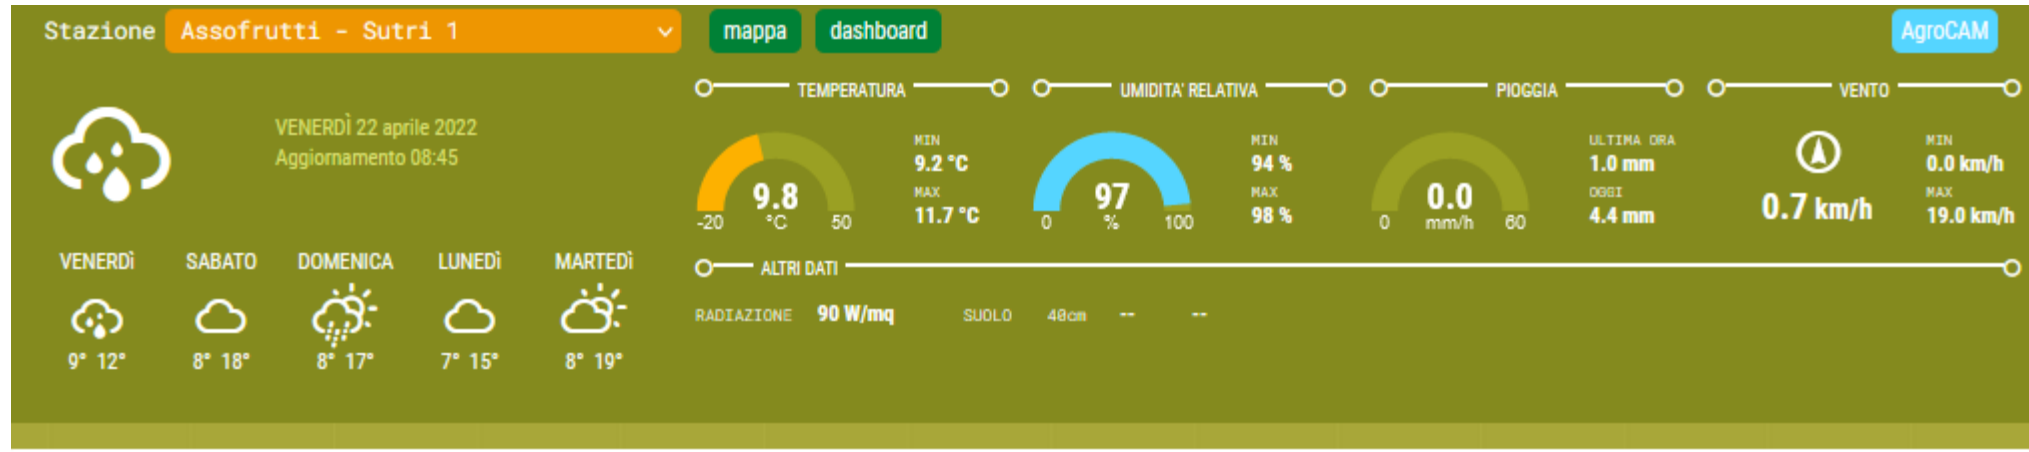 Stazione Assofrutti - Sutri 1 mappa dashboard AgroCAM
VENERDÌ 22 aprile 2022
Aggiornamento 08:45
VENERDÌ SABATO DOMENICA LUNEDÌ MARTEDÌ
9° 12° 8° 18° 8° 17° 7° 15° 8° 19°
TEMPERATURA
MIN
9.2 °C
MAX
11.7 °C
9.8
-20 °C 50
UMIDITA' RELATIVA
MIN
94 %
MAX
98 %
97
0 % 100
PIOGGIA
ULTIMA ORA
1.0 mm
OGGI
4.4 mm
0.0
0 mm/h 60
VENTO
MIN
0.0 km/h
MAX
19.0 km/h
0.7 km/h
ALTRI DATI
RADIAZIONE 90 W/mq SUOLO 40cm -- --